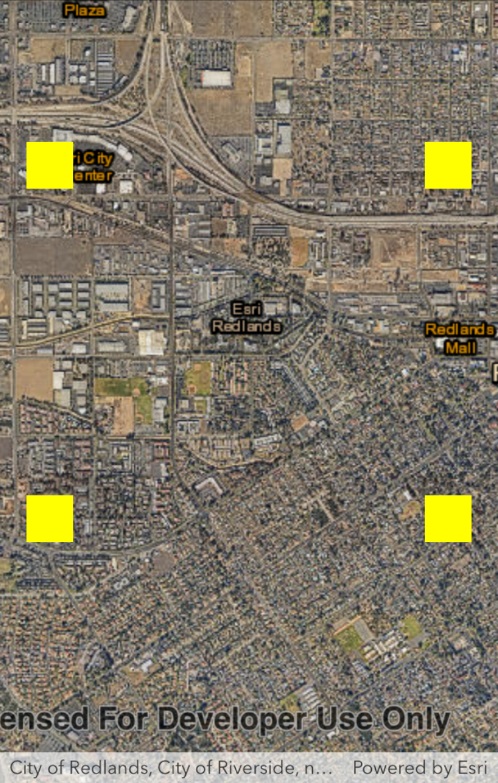 Plaza
ri City
enter
Esri
Redlands
Redlands
Mall
ensed For Developer Use Only
City of Redlands, City of Riverside, n... Powered by Esri